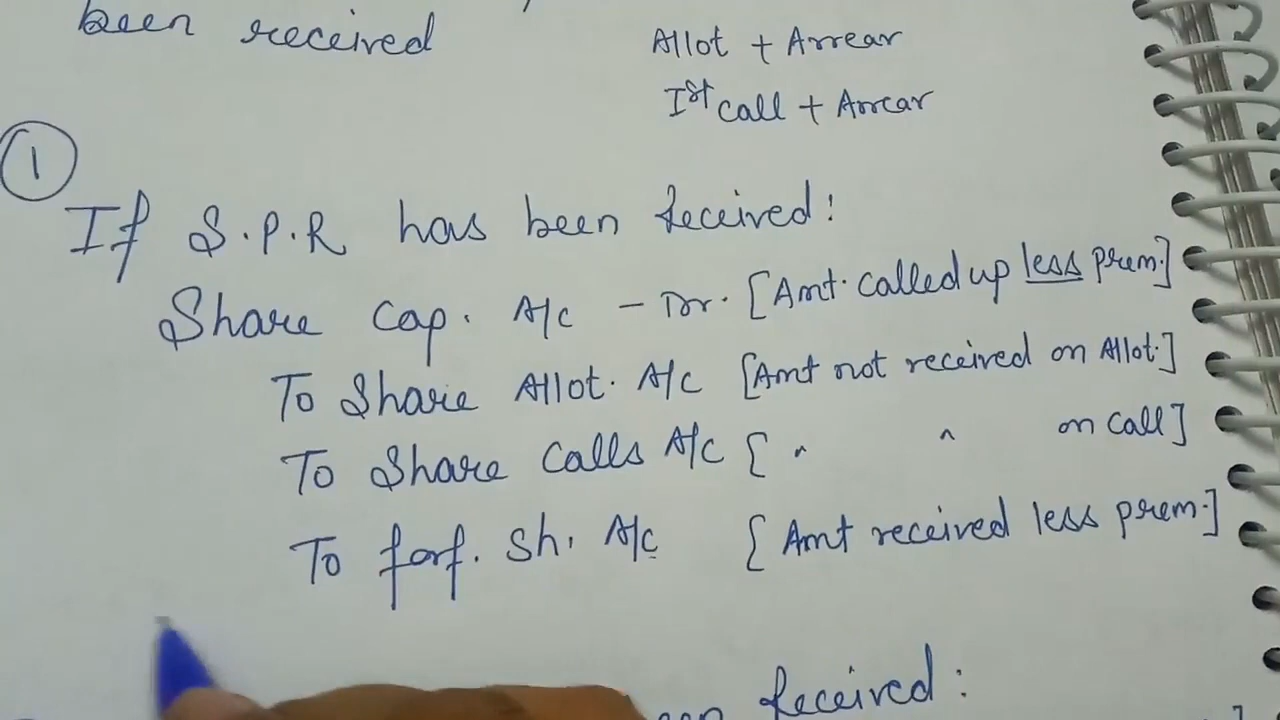 been received
Allot + Arrear
Ist call + Arrear
1
If S.P.R has been Received:
Share Cap. A/c - Dr. [Amt. called up less prem.]
To Share Allot. A/c [Amt not received on Allot.]
To Share Calls A/c [ " " on call]
To forf. Sh. A/c [Amt received less prem.]
een Received: